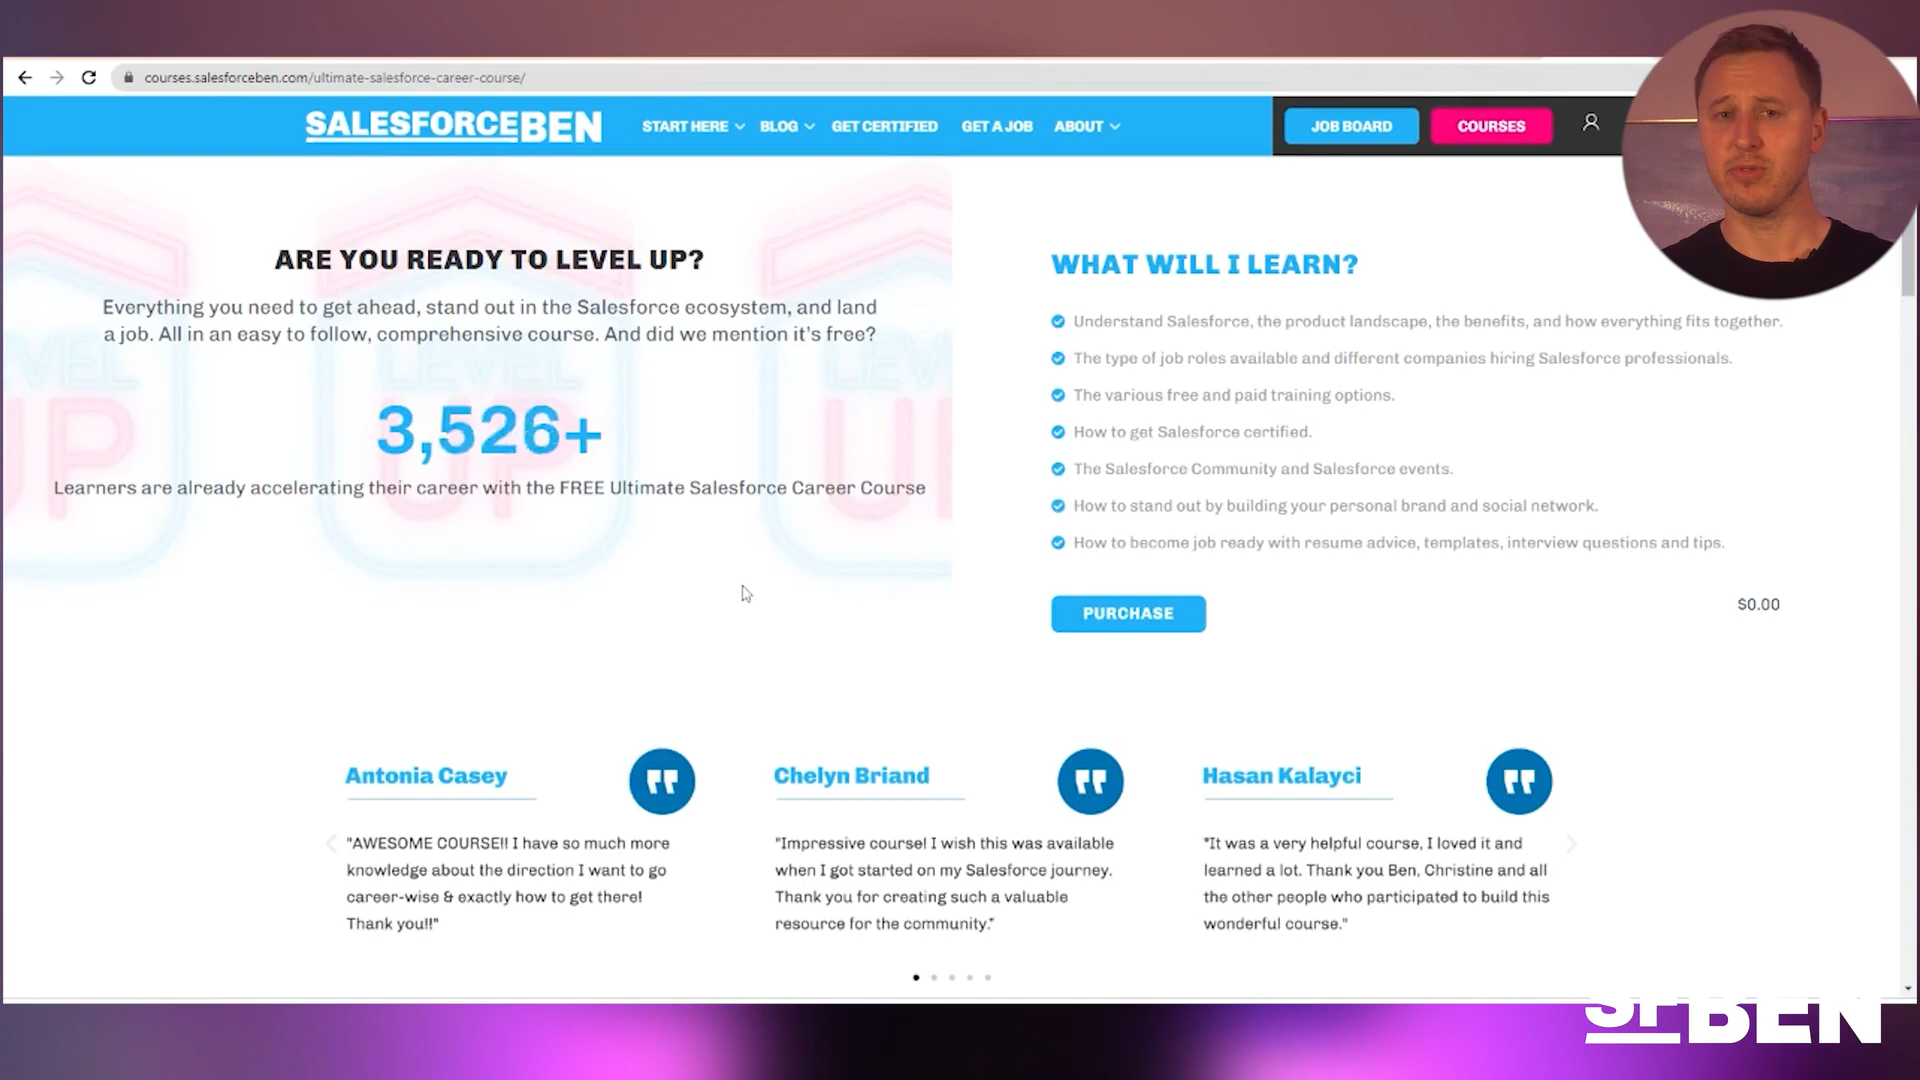 courses.salesforceben.com/ultimate-salesforce-career-course/
SALESFORCEBEN
START HERE
BLOG
GET CERTIFIED
GET A JOB
ABOUT
JOB BOARD
COURSES
ARE YOU READY TO LEVEL UP?
Everything you need to get ahead, stand out in the Salesforce ecosystem, and land
a job. All in an easy to follow, comprehensive course. And did we mention it's free?
LEVEL
UP
3,526+
Learners are already accelerating their career with the FREE Ultimate Salesforce Career Course
WHAT WILL I LEARN?
Understand Salesforce, the product landscape, the benefits, and how everything fits together.
The type of job roles available and different companies hiring Salesforce professionals.
The various free and paid training options.
How to get Salesforce certified.
The Salesforce Community and Salesforce events.
How to stand out by building your personal brand and social network.
How to become job ready with resume advice, templates, interview questions and tips.
PURCHASE
$0.00
Antonia Casey
"AWESOME COURSE!! I have so much more
knowledge about the direction I want to go
career-wise & exactly how to get there!
Thank you!!"
Chelyn Briand
"Impressive course! I wish this was available
when I got started on my Salesforce journey.
Thank you for creating such a valuable
resource for the community."
Hasan Kalayci
"It was a very helpful course, I loved it and
learned a lot. Thank you Ben, Christine and all
the other people who participated to build this
wonderful course."
SFBEN